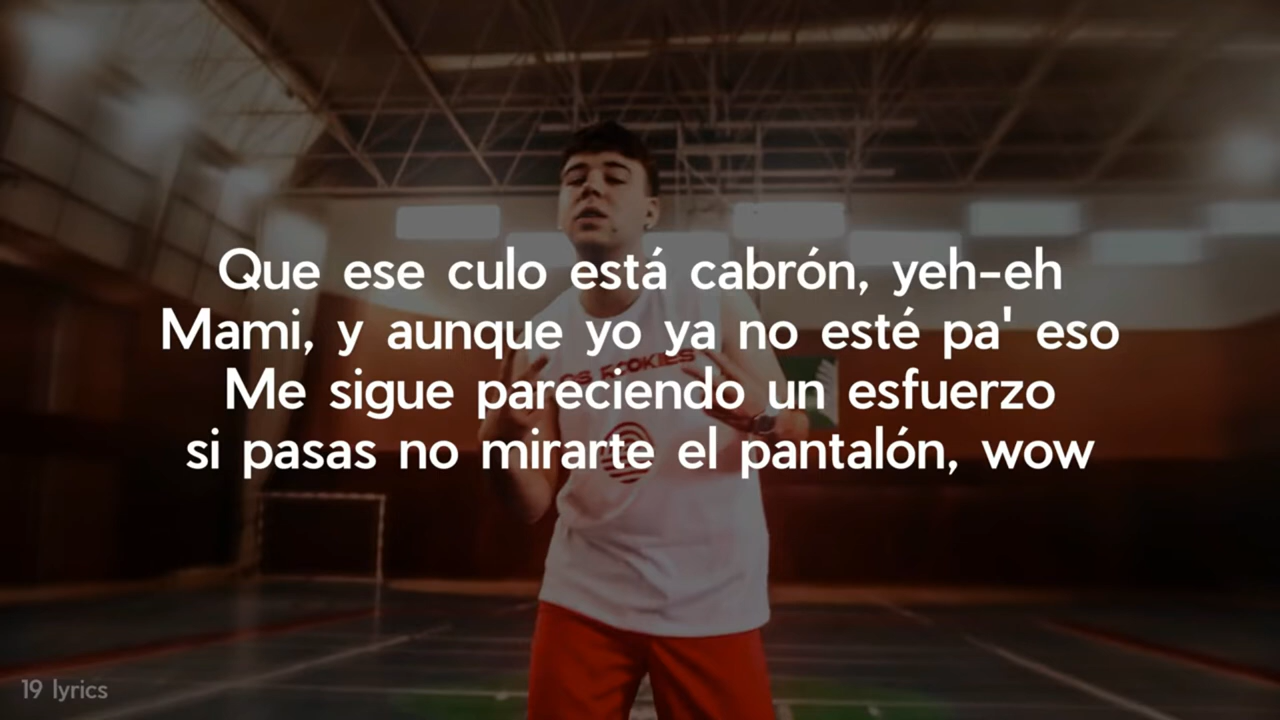 Que ese culo está cabrón, yeh-eh
Mami, y aunque yo ya no esté pa' eso
Me sigue pareciendo un esfuerzo
si pasas no mirarte el pantalón, wow
19 lyrics